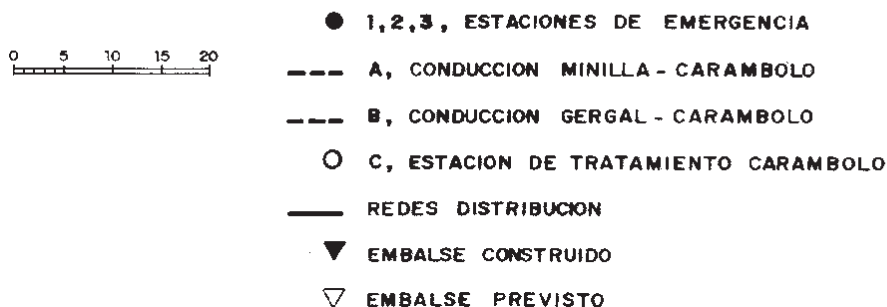 1,2,3, ESTACIONES DE EMERGENCIA
0 5 10 15 20
A, CONDUCCION MINILLA - CARAMBOLO
B, CONDUCCION GERGAL - CARAMBOLO
C, ESTACION DE TRATAMIENTO CARAMBOLO
REDES DISTRIBUCION
EMBALSE CONSTRUIDO
EMBALSE PREVISTO